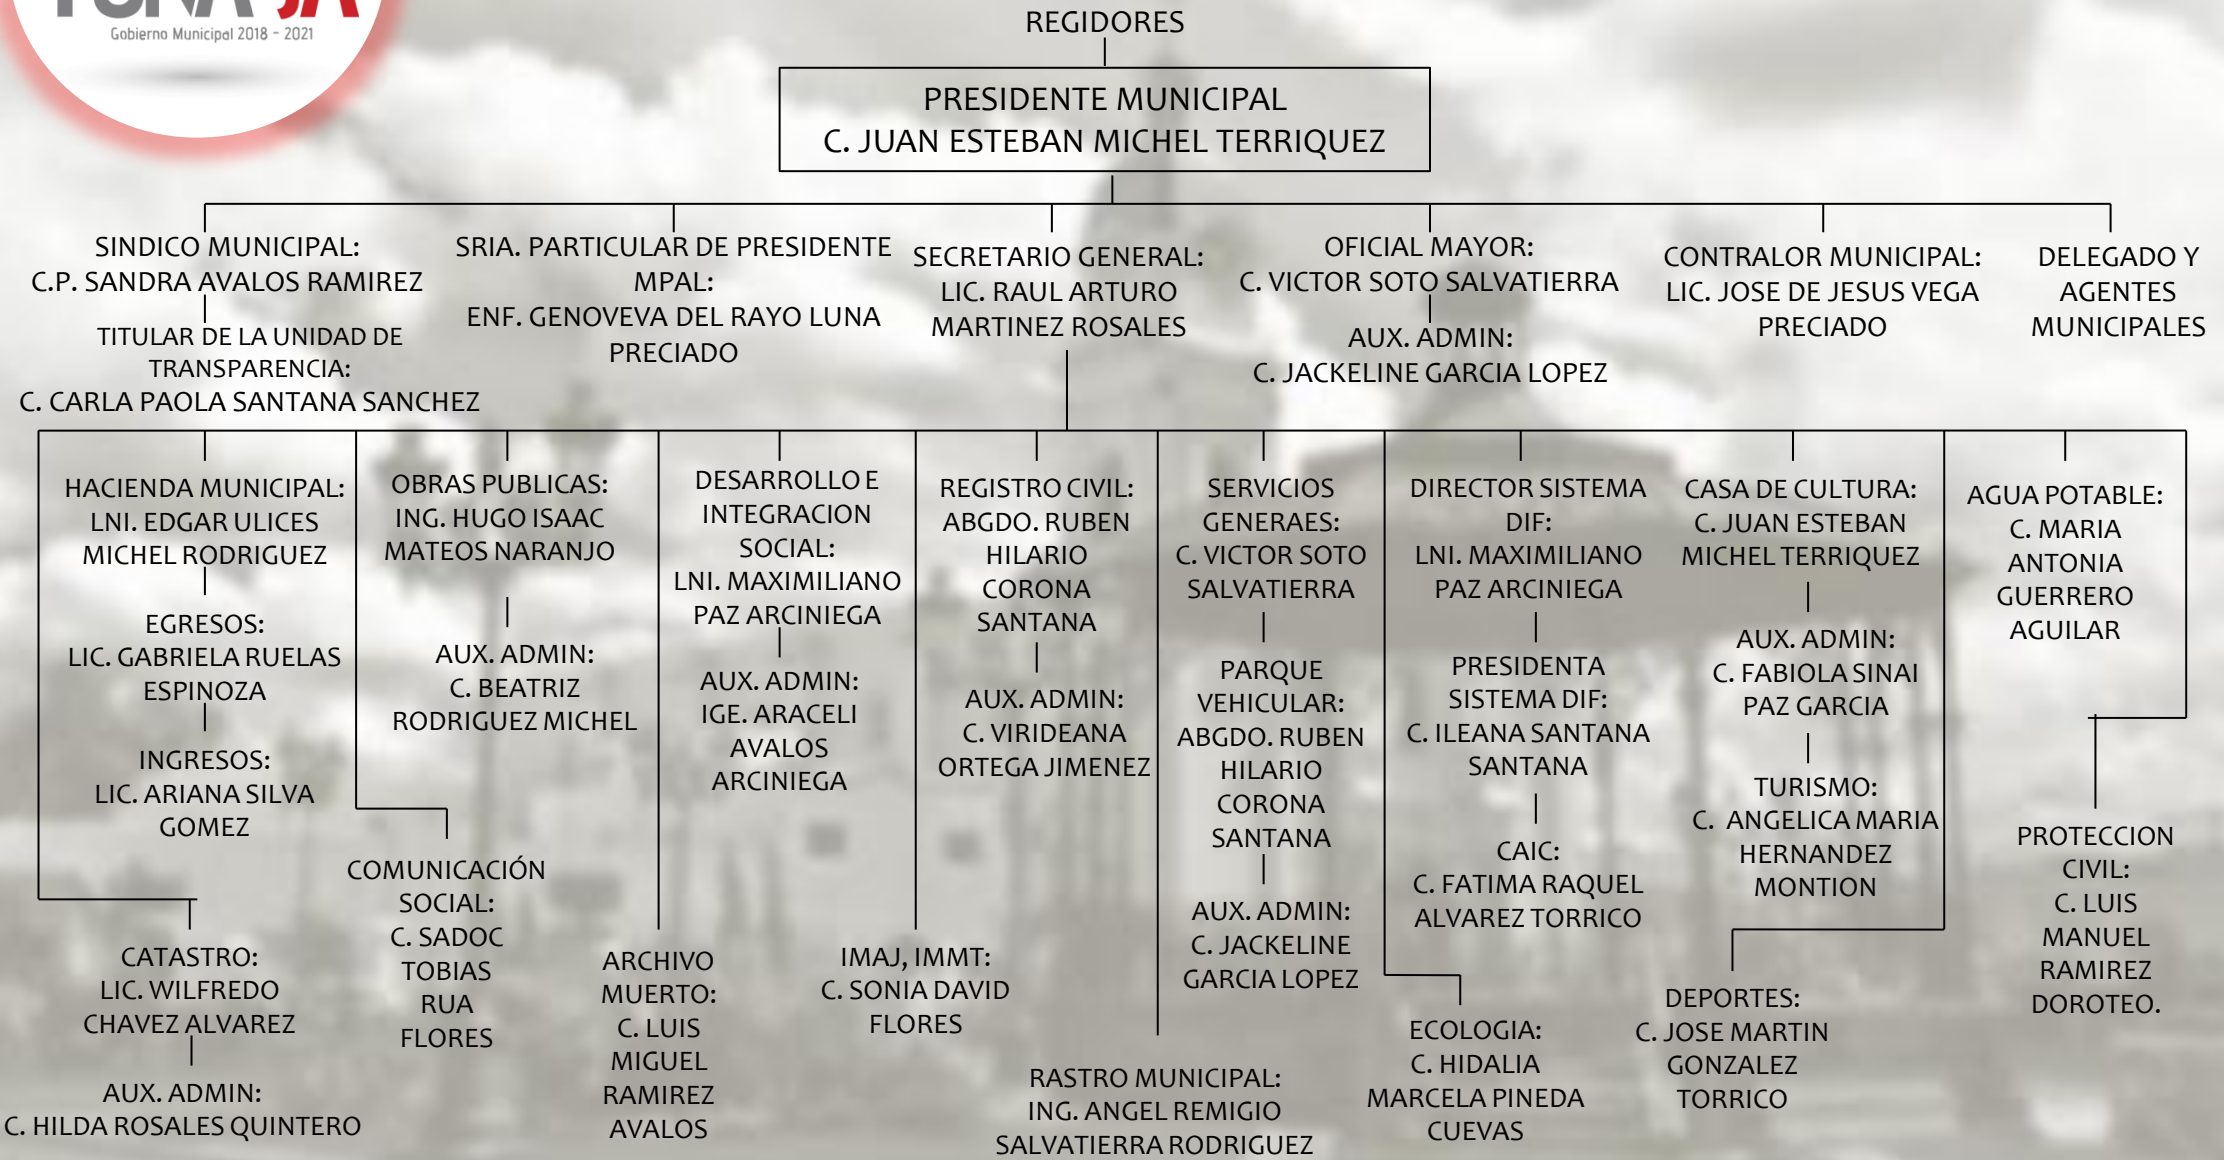 Gobierno Municipal 2018 - 2021
REGIDORES
PRESIDENTE MUNICIPAL
C. JUAN ESTEBAN MICHEL TERRIQUEZ
SINDICO MUNICIPAL:
C.P. SANDRA AVALOS RAMIREZ
TITULAR DE LA UNIDAD DE
TRANSPARENCIA:
C. CARLA PAOLA SANTANA SANCHEZ
SRIA. PARTICULAR DE PRESIDENTE
MPAL:
ENF. GENOVEVA DEL RAYO LUNA
PRECIADO
SECRETARIO GENERAL:
LIC. RAUL ARTURO
MARTINEZ ROSALES
OFICIAL MAYOR:
C. VICTOR SOTO SALVATIERRA
AUX. ADMIN:
C. JACKELINE GARCIA LOPEZ
CONTRALOR MUNICIPAL:
LIC. JOSE DE JESUS VEGA
PRECIADO
DELEGADO Y
AGENTES
MUNICIPALES
HACIENDA MUNICIPAL:
LNI. EDGAR ULICES
MICHEL RODRIGUEZ
EGRESOS:
LIC. GABRIELA RUELAS
ESPINOZA
INGRESOS:
LIC. ARIANA SILVA
GOMEZ
CATASTRO:
LIC. WILFREDO
CHAVEZ ALVAREZ
AUX. ADMIN:
C. HILDA ROSALES QUINTERO
OBRAS PUBLICAS:
ING. HUGO ISAAC
MATEOS NARANJO
AUX. ADMIN:
C. BEATRIZ
RODRIGUEZ MICHEL
COMUNICACIÓN
SOCIAL:
C. SADOC
TOBIAS
RUA
FLORES
DESARROLLO E
INTEGRACION
SOCIAL:
LNI. MAXIMILIANO
PAZ ARCINIEGA
AUX. ADMIN:
IGE. ARACELI
AVALOS
ARCINIEGA
ARCHIVO
MUERTO:
C. LUIS
MIGUEL
RAMIREZ
AVALOS
REGISTRO CIVIL:
ABGDO. RUBEN
HILARIO
CORONA
SANTANA
AUX. ADMIN:
C. VIRIDEANA
ORTEGA JIMENEZ
IMAJ, IMMT:
C. SONIA DAVID
FLORES
SERVICIOS
GENERAES:
C. VICTOR SOTO
SALVATIERRA
PARQUE
VEHICULAR:
ABGDO. RUBEN
HILARIO
CORONA
SANTANA
AUX. ADMIN:
C. JACKELINE
GARCIA LOPEZ
RASTRO MUNICIPAL:
ING. ANGEL REMIGIO
SALVATIERRA RODRIGUEZ
DIRECTOR SISTEMA
DIF:
LNI. MAXIMILIANO
PAZ ARCINIEGA
PRESIDENTA
SISTEMA DIF:
C. ILEANA SANTANA
SANTANA
CAIC:
C. FATIMA RAQUEL
ALVAREZ TORRICO
ECOLOGIA:
C. HIDALIA
MARCELA PINEDA
CUEVAS
CASA DE CULTURA:
C. JUAN ESTEBAN
MICHEL TERRIQUEZ
AUX. ADMIN:
C. FABIOLA SINAI
PAZ GARCIA
TURISMO:
C. ANGELICA MARIA
HERNANDEZ
MONTION
DEPORTES:
C. JOSE MARTIN
GONZALEZ
TORRICO
AGUA POTABLE:
C. MARIA
ANTONIA
GUERRERO
AGUILAR
PROTECCION
CIVIL:
C. LUIS
MANUEL
RAMIREZ
DOROTEO.